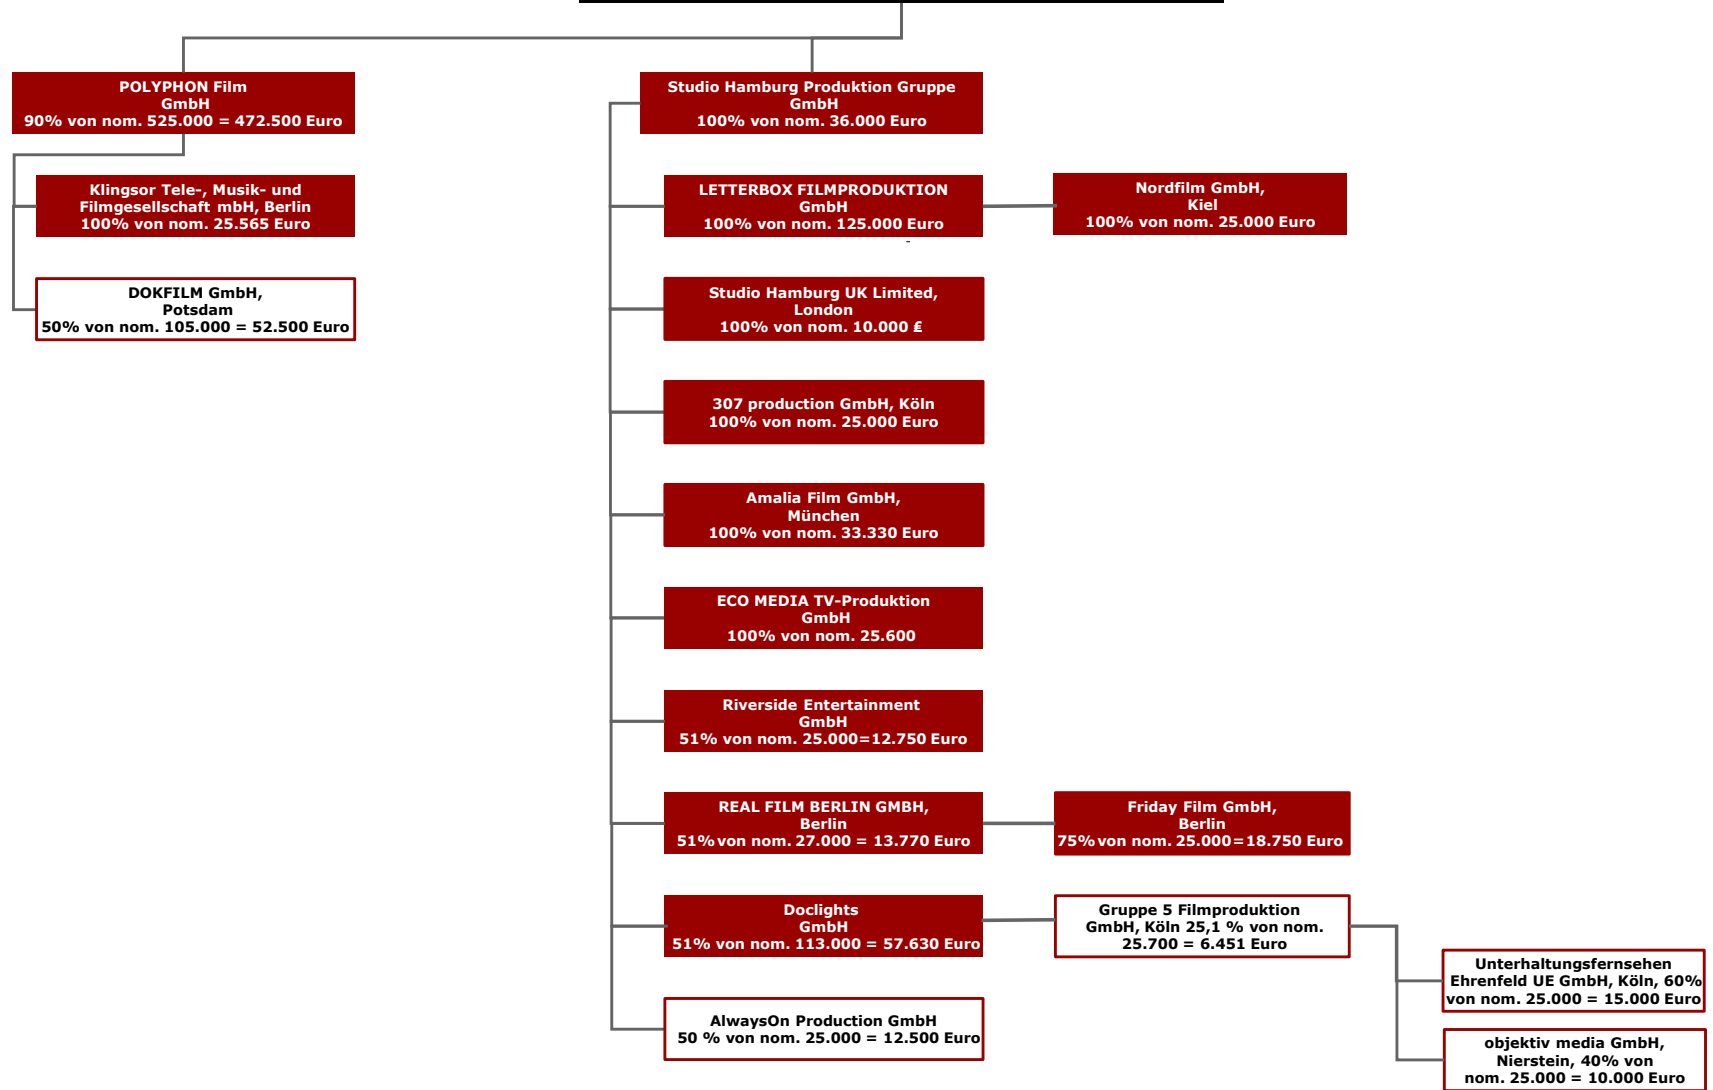 POLYPHON Film
GmbH
90% von nom. 525.000 = 472.500 Euro
Klingsor Tele-, Musik- und
Filmgesellschaft mbH, Berlin
100% von nom. 25.565 Euro
DOKFILM GmbH,
Potsdam
50% von nom. 105.000 = 52.500 Euro
Studio Hamburg Produktion Gruppe
GmbH
100% von nom. 36.000 Euro
LETTERBOX FILMPRODUKTION
GmbH
100% von nom. 125.000 Euro
-
Nordfilm GmbH,
Kiel
100% von nom. 25.000 Euro
Studio Hamburg UK Limited,
London
100% von nom. 10.000 ₤
307 production GmbH, Köln
100% von nom. 25.000 Euro
Amalia Film GmbH,
München
100% von nom. 33.330 Euro
ECO MEDIA TV-Produktion
GmbH
100% von nom. 25.600
Riverside Entertainment
GmbH
51% von nom. 25.000=12.750 Euro
REAL FILM BERLIN GMBH,
Berlin
51% von nom. 27.000 = 13.770 Euro
Friday Film GmbH,
Berlin
75% von nom. 25.000=18.750 Euro
Doclights
GmbH
51% von nom. 113.000 = 57.630 Euro
Gruppe 5 Filmproduktion
GmbH, Köln 25,1 % von nom.
25.700 = 6.451 Euro
Unterhaltungsfernsehen
Ehrenfeld UE GmbH, Köln, 60%
von nom. 25.000 = 15.000 Euro
AlwaysOn Production GmbH
50 % von nom. 25.000 = 12.500 Euro
objektiv media GmbH,
Nierstein, 40% von
nom. 25.000 = 10.000 Euro